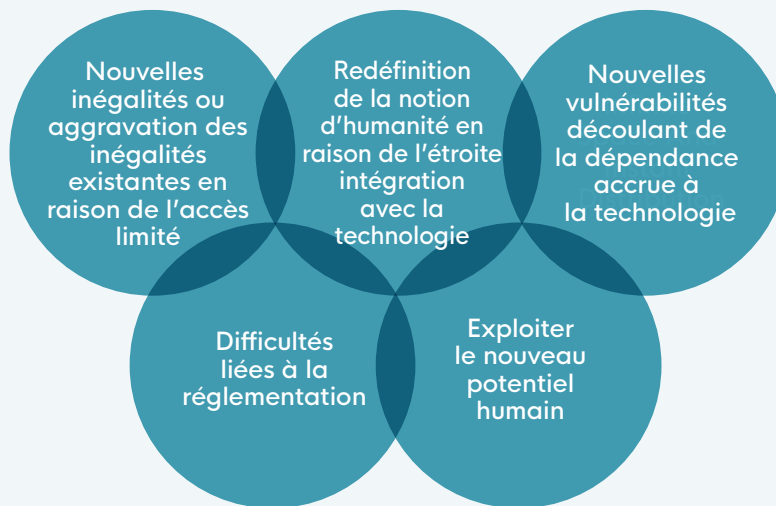 Nouvelles
inégalités ou
aggravation des
inégalités
existantes en
raison de l'accès
limité
Redéfinition
de la notion
d'humanité en
raison de l'étroite
intégration
avec la
technologie
Nouvelles
vulnérabilités
découlant de
la dépendance
accrue à
la technologie
Difficultés
liées à la
réglementation
Exploiter
le nouveau
potentiel
humain